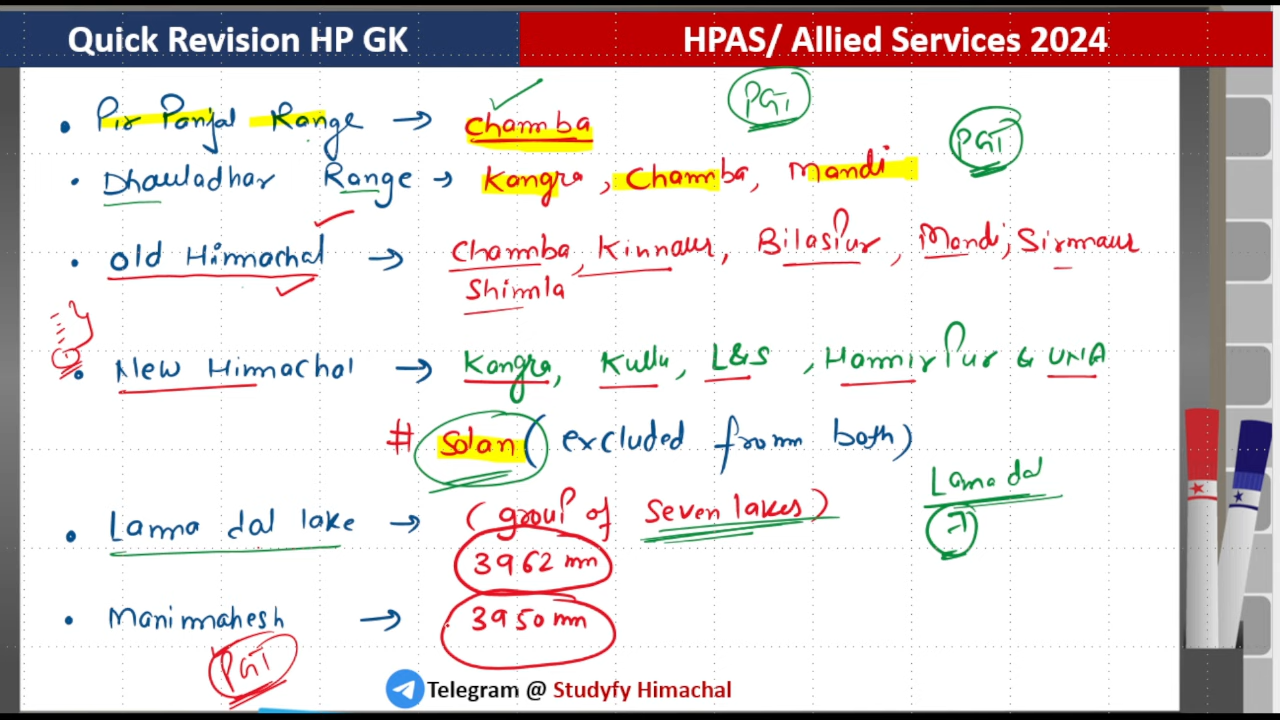 Quick Revision HP GK HPAS/ Allied Services 2024
PGT
• Pir Panjal Range → Chamba
PGT
• Dhauladhar Range → Kangra, Chamba, Mandi
• old Himachal → Chamba, Kinnaur, Bilaspur, Mandi, Sirmaur
Shimla
• New Himachal → Kangra, Kullu, L&S, Hamirpur & UNA
# Solan (excluded from both)
Lama dal
7
• Lama dal lake → (group of seven lakes)
3962 m
• Manimahesh → 3950 m
PGT
Telegram @ Studyfy Himachal